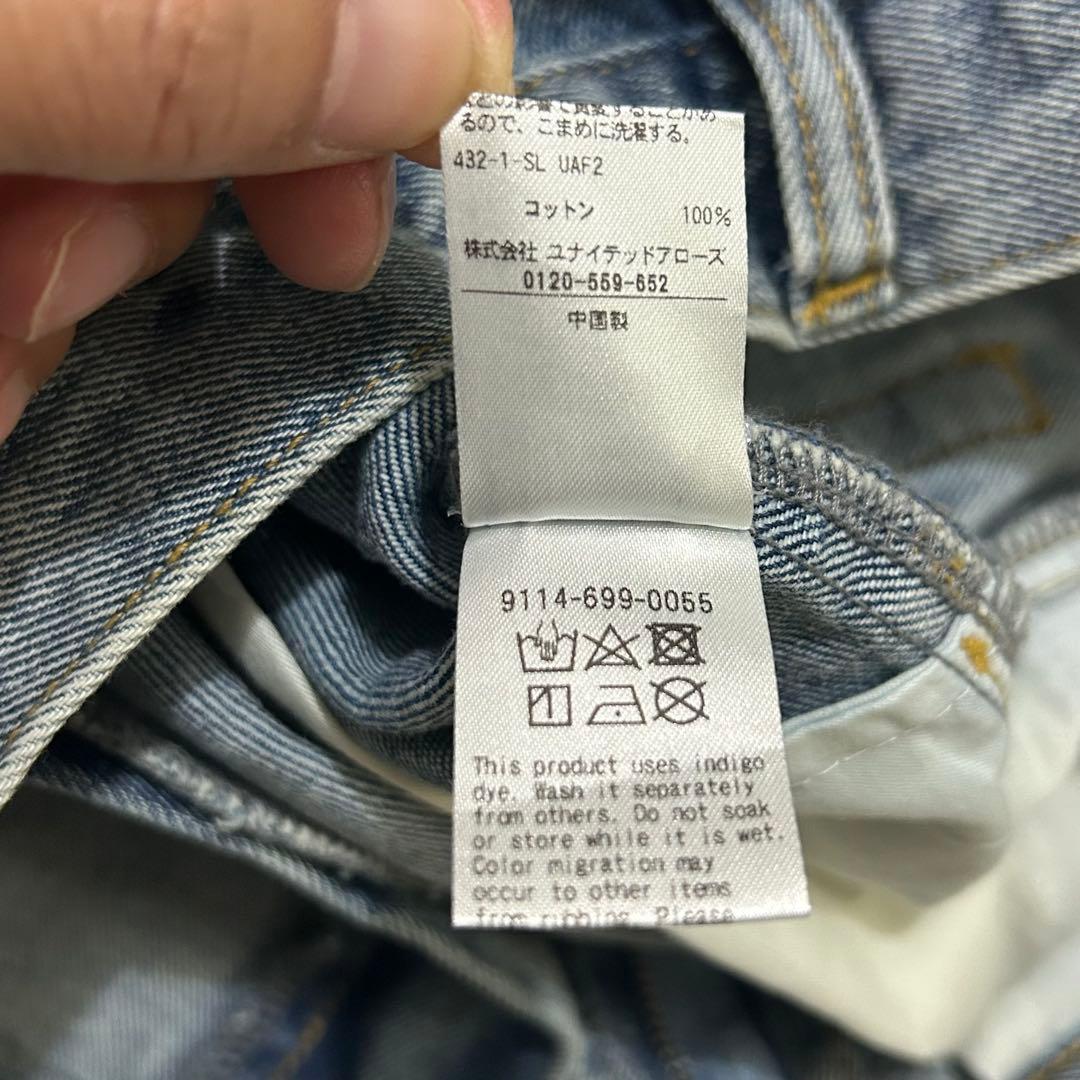 るので、こまめに洗濯する。
432-1-SL UAF2
コットン 100%
株式会社 ユナイテッドアローズ
0120-559-652
中国製
9114-699-0055
This product uses indigo
dye. Wash it separately
from others. Do not soak
or store while it is wet.
Color migration may
occur to other items
from rubbing. Please